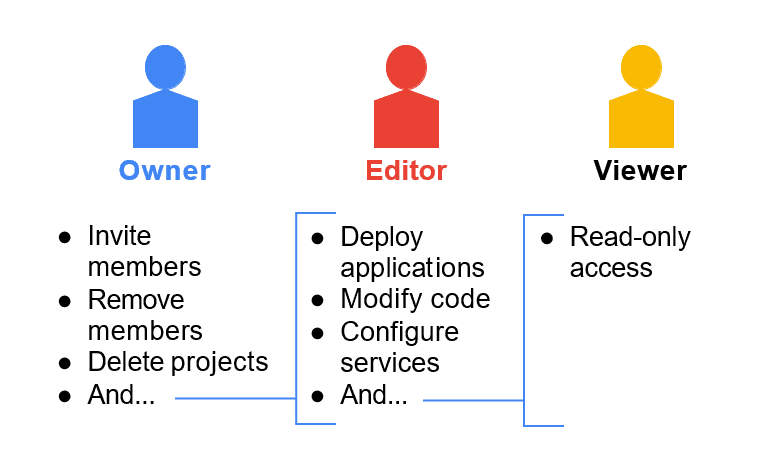 Owner
Editor
Viewer
● Invite
members
● Remove
members
● Delete projects
● And...
● Deploy
applications
● Modify code
● Configure
services
● And...
● Read-only
access